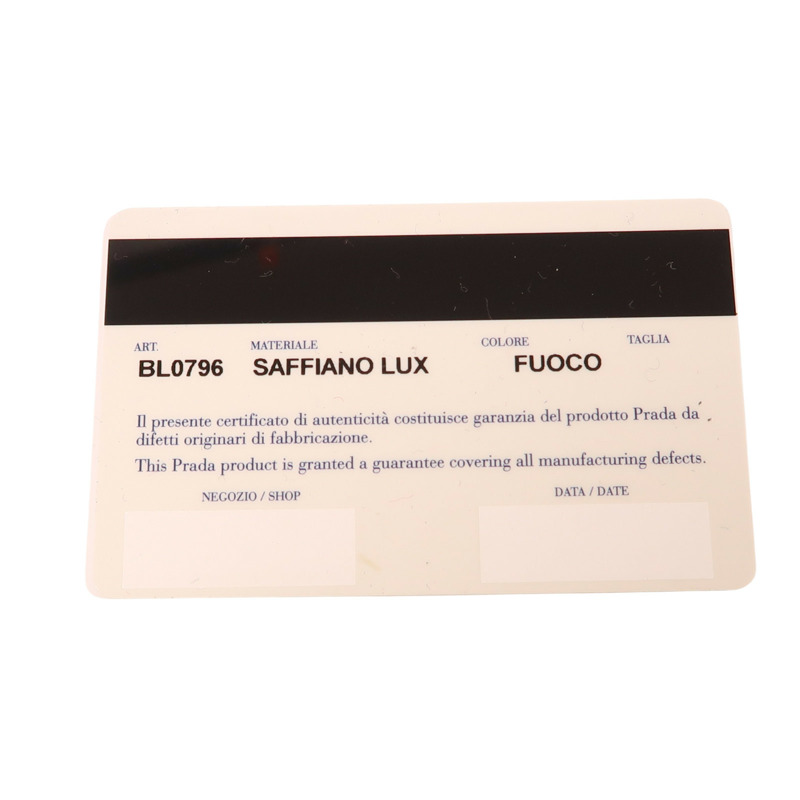 ART. MATERIALE COLORE TAGLIA
BL0796 SAFFIANO LUX FUOCO
Il presente certificato di autenticità costituisce garanzia del prodotto Prada da
difetti originari di fabbricazione.
This Prada product is granted a guarantee covering all manufacturing defects.
NEGOZIO / SHOP DATA / DATE